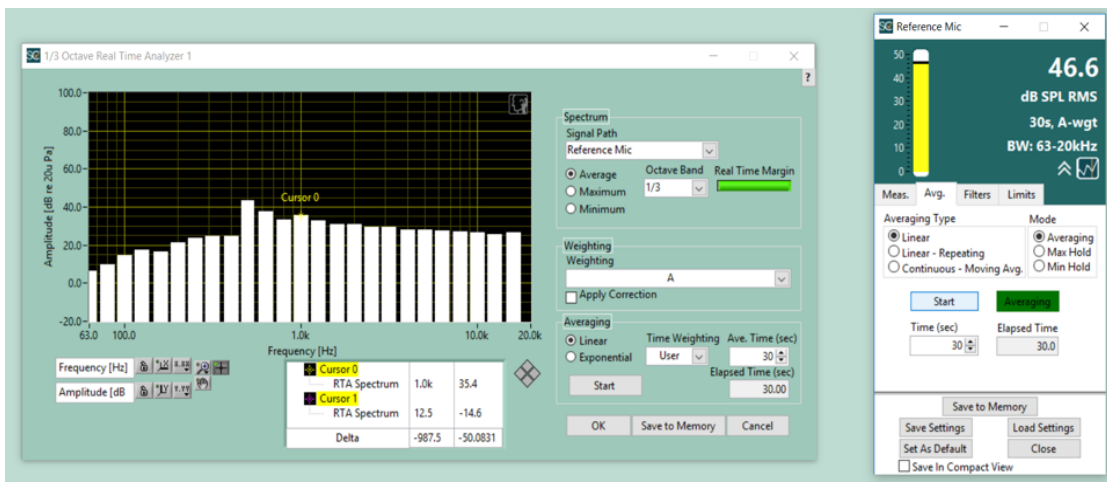 SC 1/3 Octave Real Time Analyzer 1
?
100.0
80.0
60.0
40.0
20.0
0.0
-20.0
Amplitude [dB re 20u Pa]
Cursor 0
63.0 100.0 1.0k 10.0k 20.0k
Frequency [Hz]
Frequency [Hz]
Amplitude [dB
Cursor 0
RTA Spectrum 1.0k 35.4
Cursor 1
RTA Spectrum 12.5 -14.6
Delta -987.5 -50.0831
Spectrum
Signal Path
Reference Mic
Average
Maximum
Minimum
Octave Band
1/3
Real Time Margin
Weighting
Weighting
A
Apply Correction
Averaging
Linear
Exponential
Time Weighting
User
Ave. Time (sec)
30
Elapsed Time (sec)
30.00
Start
OK Save to Memory Cancel
SC Reference Mic
50
40
30
20
10
0
46.6
dB SPL RMS
30s, A-wgt
BW: 63-20kHz
Meas. Avg. Filters Limits
Averaging Type
Linear
Linear - Repeating
Continuous - Moving Avg.
Mode
Averaging
Max Hold
Min Hold
Start Averaging
Time (sec) Elapsed Time
30 30.0
Save to Memory
Save Settings Load Settings
Set As Default Close
Save In Compact View